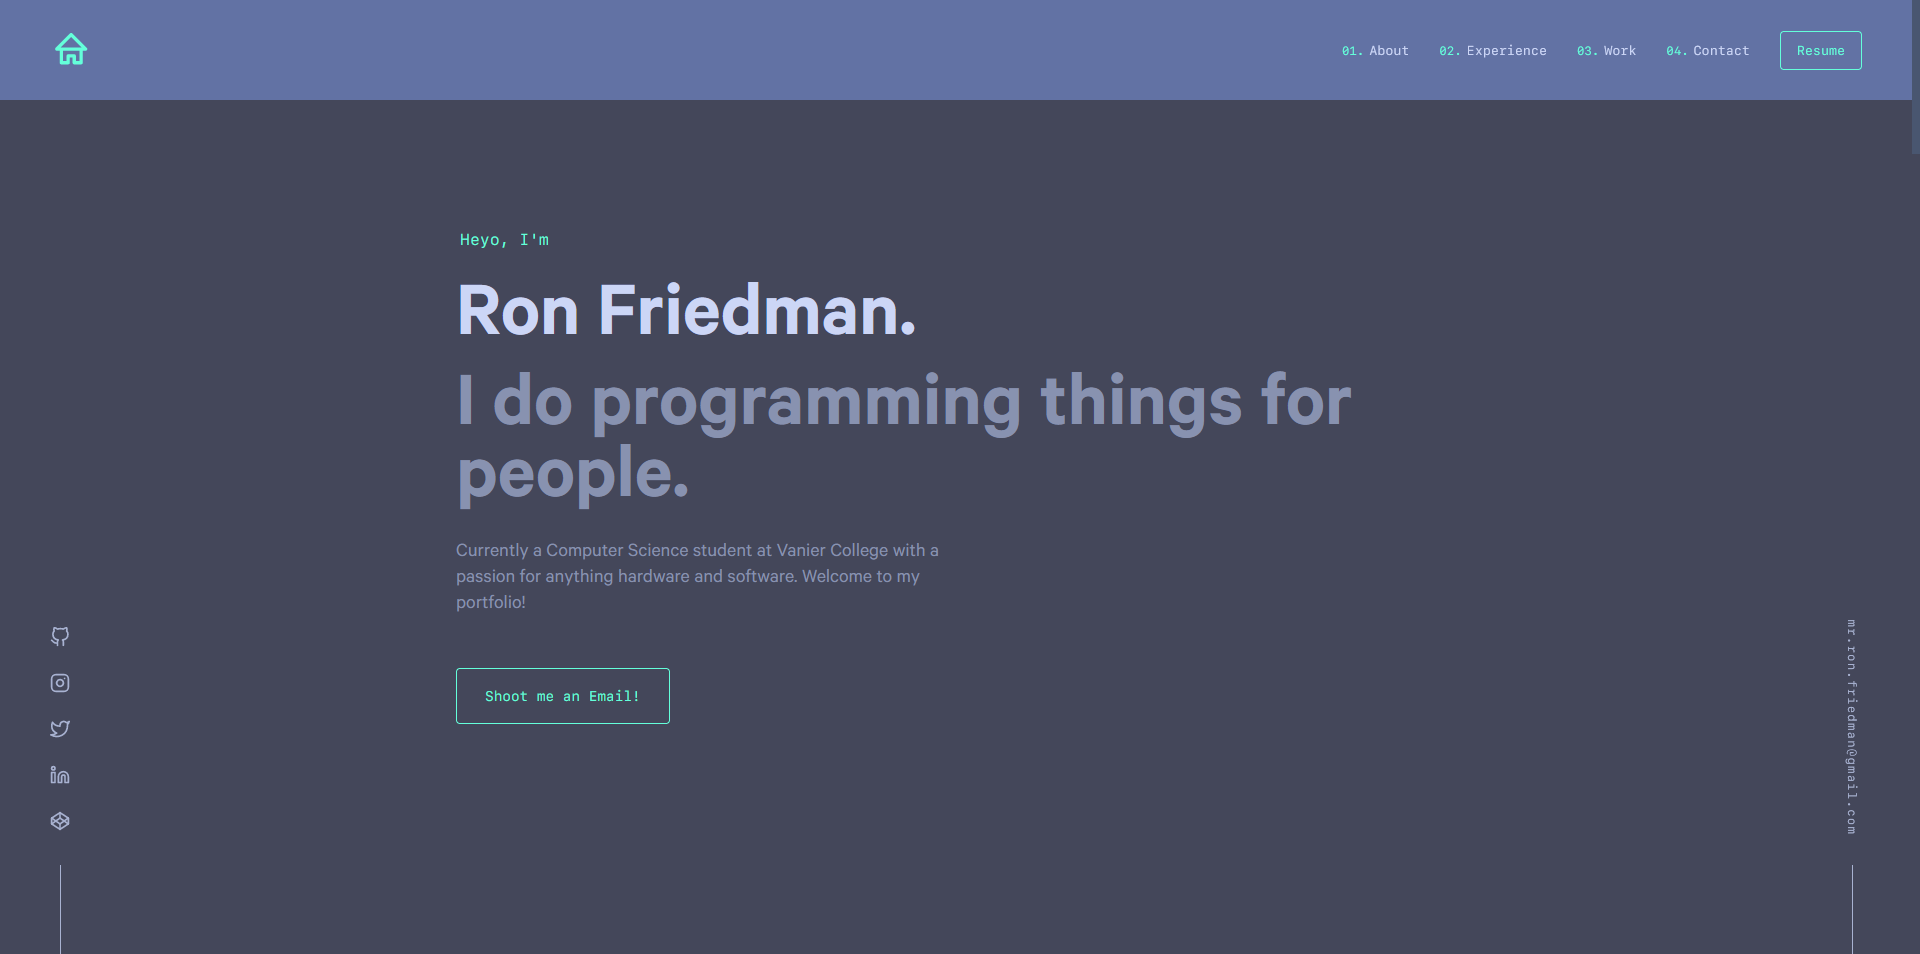 01. About 02. Experience 03. Work 04. Contact Resume
Heyo, I'm
Ron Friedman.
I do programming things for
people.
Currently a Computer Science student at Vanier College with a
passion for anything hardware and software. Welcome to my
portfolio!
Shoot me an Email!
mr.ron.friedman@gmail.com